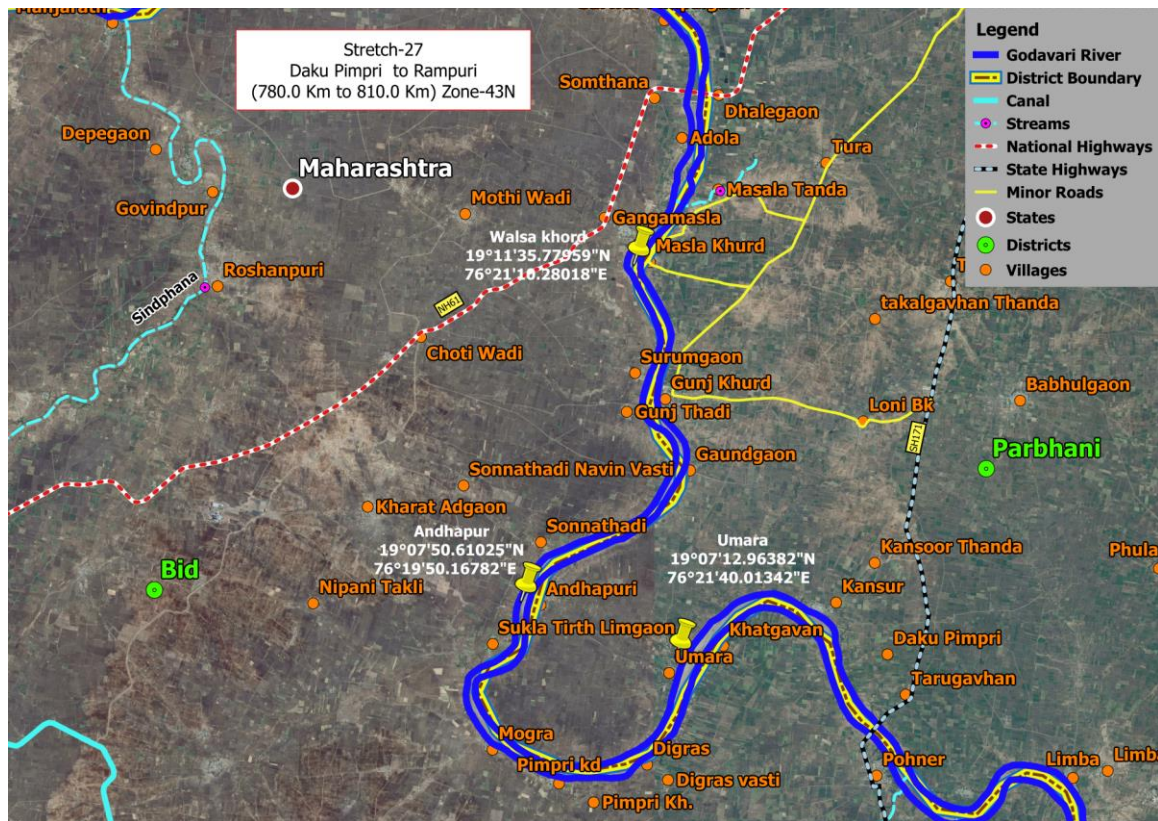 Manjarath
Stretch-27
Daku Pimpri to Rampuri
(780.0 Km to 810.0 Km) Zone-43N
Legend
Godavari River
District Boundary
Canal
Streams
National Highways
State Highways
Minor Roads
States
Districts
Villages
Somthana
Dhalegaon
Depegaon
Adola
Tura
Maharashtra
Masala Tanda
Govindpur
Mothi Wadi
Gangamasla
Walsa khord
19°11'35.77959"N
76°21'10.28018"E
Masla Khurd
Roshanpuri
Sindphana
NH61
takalgavhan Thanda
Choti Wadi
Surumgaon
Gunj Khurd
Babhulgaon
Gunj Thadi
Loni Bk
SH171
Parbhani
Gaundgaon
Sonnathadi Navin Vasti
Kharat Adgaon
Sonnathadi
Andhapur
19°07'50.61025"N
76°19'50.16782"E
Umara
19°07'12.96382"N
76°21'40.01342"E
Kansoor Thanda
Phula
Bid
Nipani Takli
Andhapuri
Kansur
Sukla Tirth Limgaon
Khatgavan
Umara
Daku Pimpri
Tarugavhan
Mogra
Digras
Pimpri kd
Digras vasti
Pohner
Limba
Limba
Pimpri Kh.